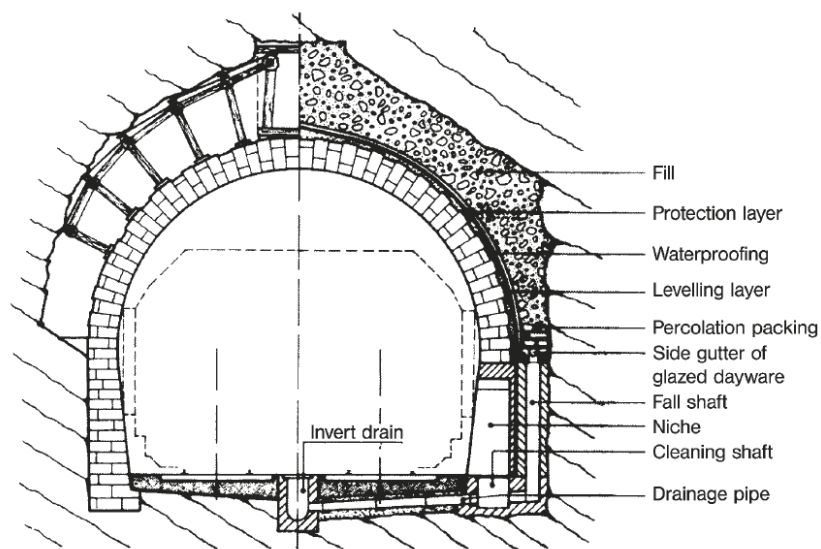 Fill
Protection layer
Waterproofing
Levelling layer
Percolation packing
Side gutter of
glazed dayware
Fall shaft
Niche
Invert drain
Cleaning shaft
Drainage pipe